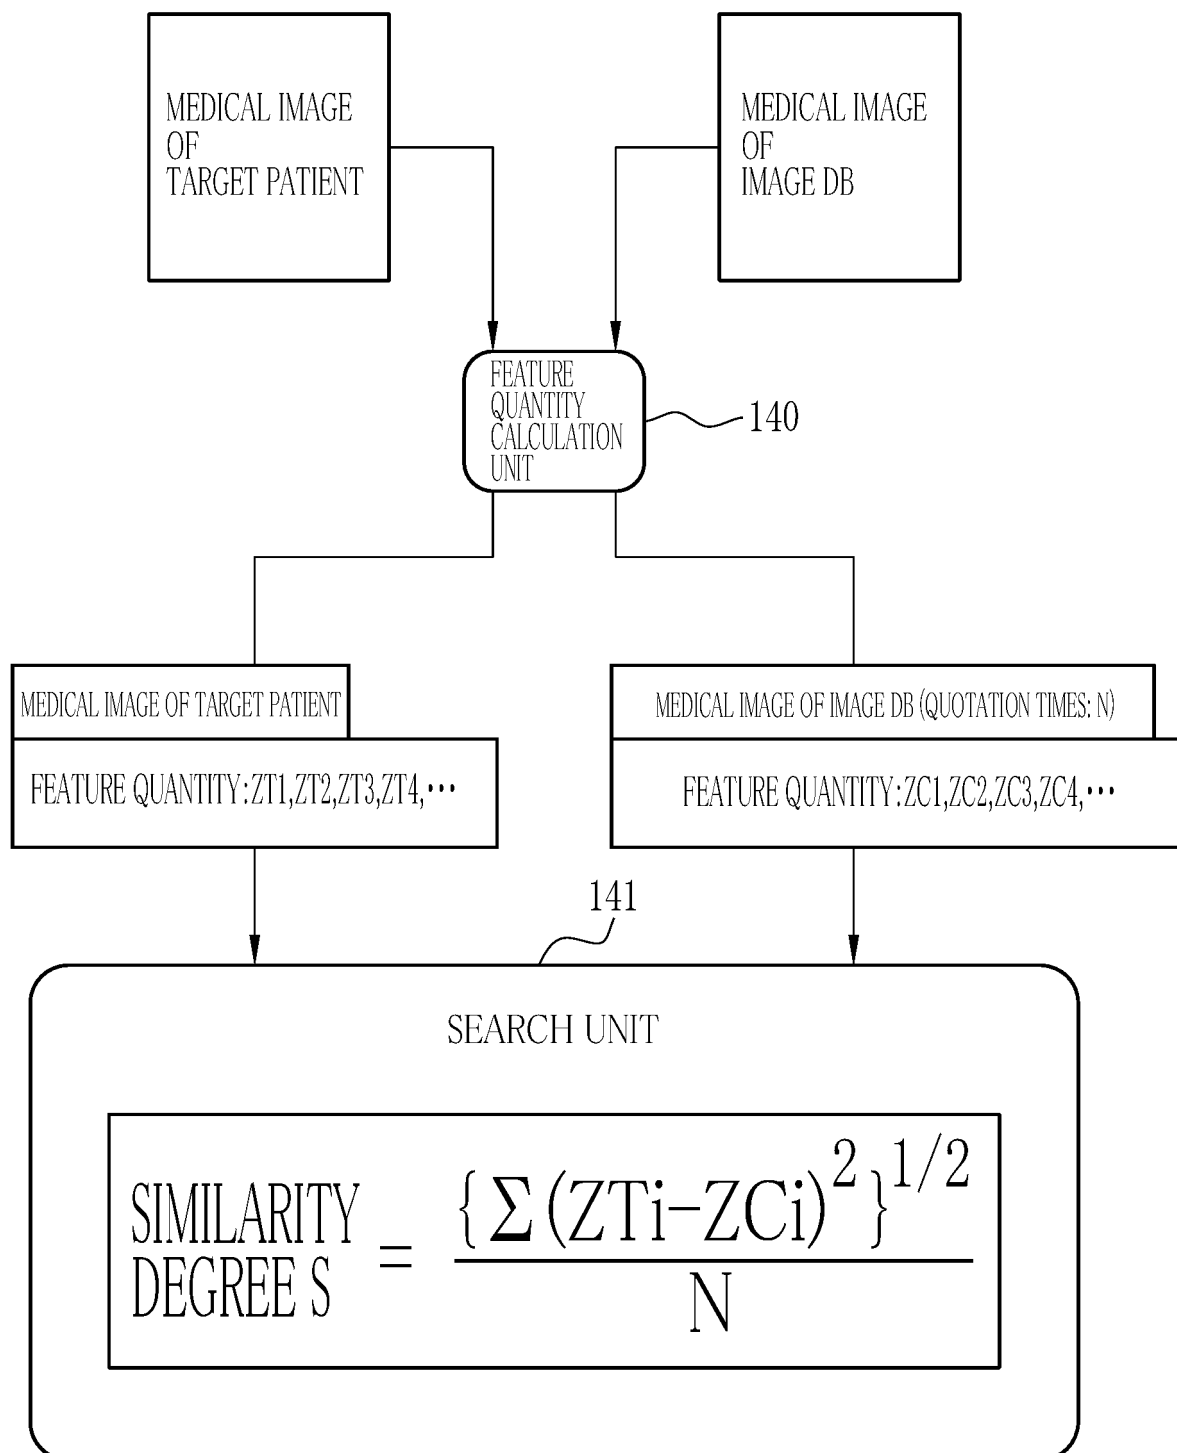 MEDICAL IMAGE
OF
TARGET PATIENT
MEDICAL IMAGE
OF
IMAGE DB
FEATURE
QUANTITY
CALCULATION
UNIT
140
MEDICAL IMAGE OF TARGET PATIENT
FEATURE QUANTITY:ZT1,ZT2,ZT3,ZT4,···
MEDICAL IMAGE OF IMAGE DB (QUOTATION TIMES: N)
FEATURE QUANTITY:ZC1,ZC2,ZC3,ZC4,···
141
SEARCH UNIT
SIMILARITY
DEGREE S
=
{Σ(ZTi-ZCi)²}^1/2
N